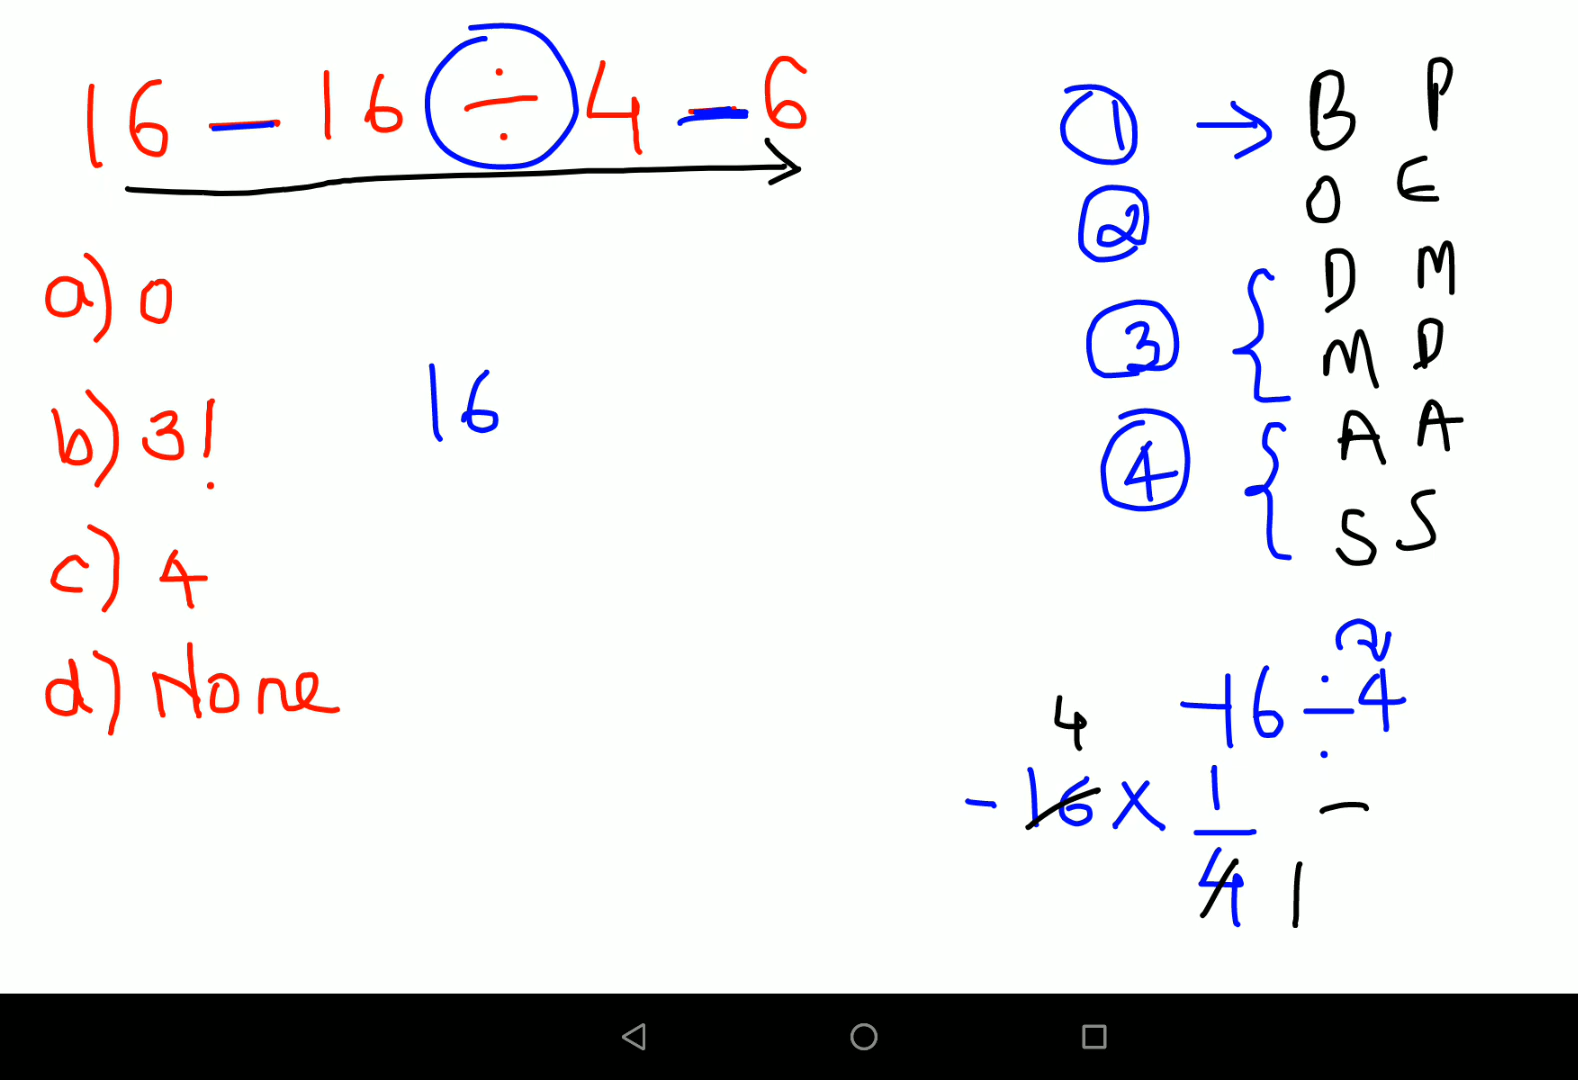 16 - 16 ÷ 4 - 6
a) 0
b) 3!
c) 4
d) None
16
1 → B P
2 O E
3 D M
M D
4 A A
S S
-16 ÷ 4
4
- 16 x 1/4 -
1